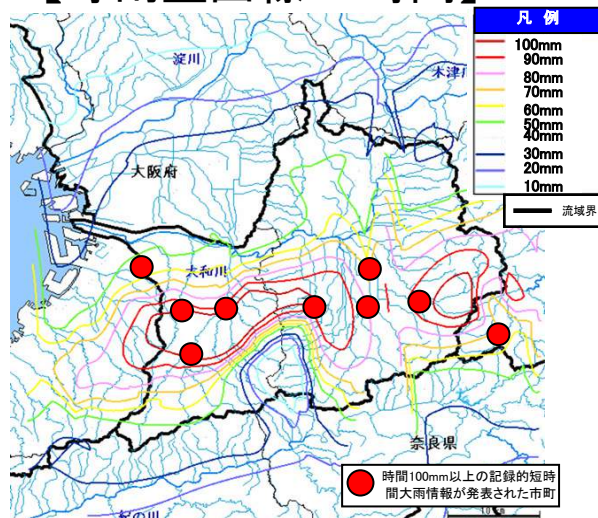 凡 例
100mm
90mm
80mm
70mm
60mm
50mm
40mm
30mm
20mm
10mm
流域界
淀川
木津川
大阪府
大和川
奈良県
紀の川
時間100mm以上の記録的短時
間大雨情報が発表された市町